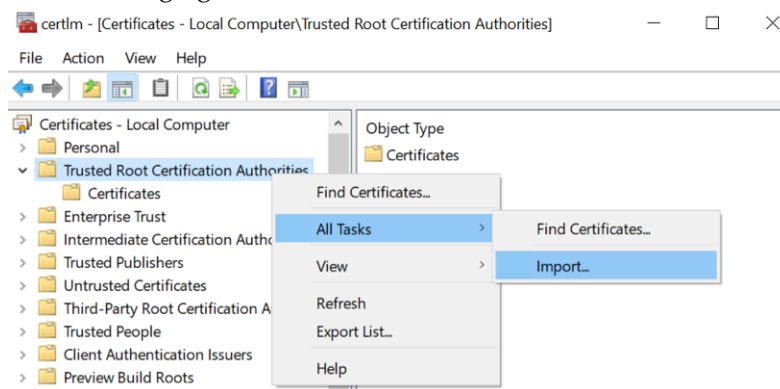 certlm - [Certificates - Local Computer\Trusted Root Certification Authorities]
File Action View Help
Certificates - Local Computer
Personal
Trusted Root Certification Authorities
Certificates
Enterprise Trust
Intermediate Certification Autho
Trusted Publishers
Untrusted Certificates
Third-Party Root Certification A
Trusted People
Client Authentication Issuers
Preview Build Roots
Object Type
Certificates
Find Certificates...
All Tasks
View
Refresh
Export List...
Help
Find Certificates...
Import...